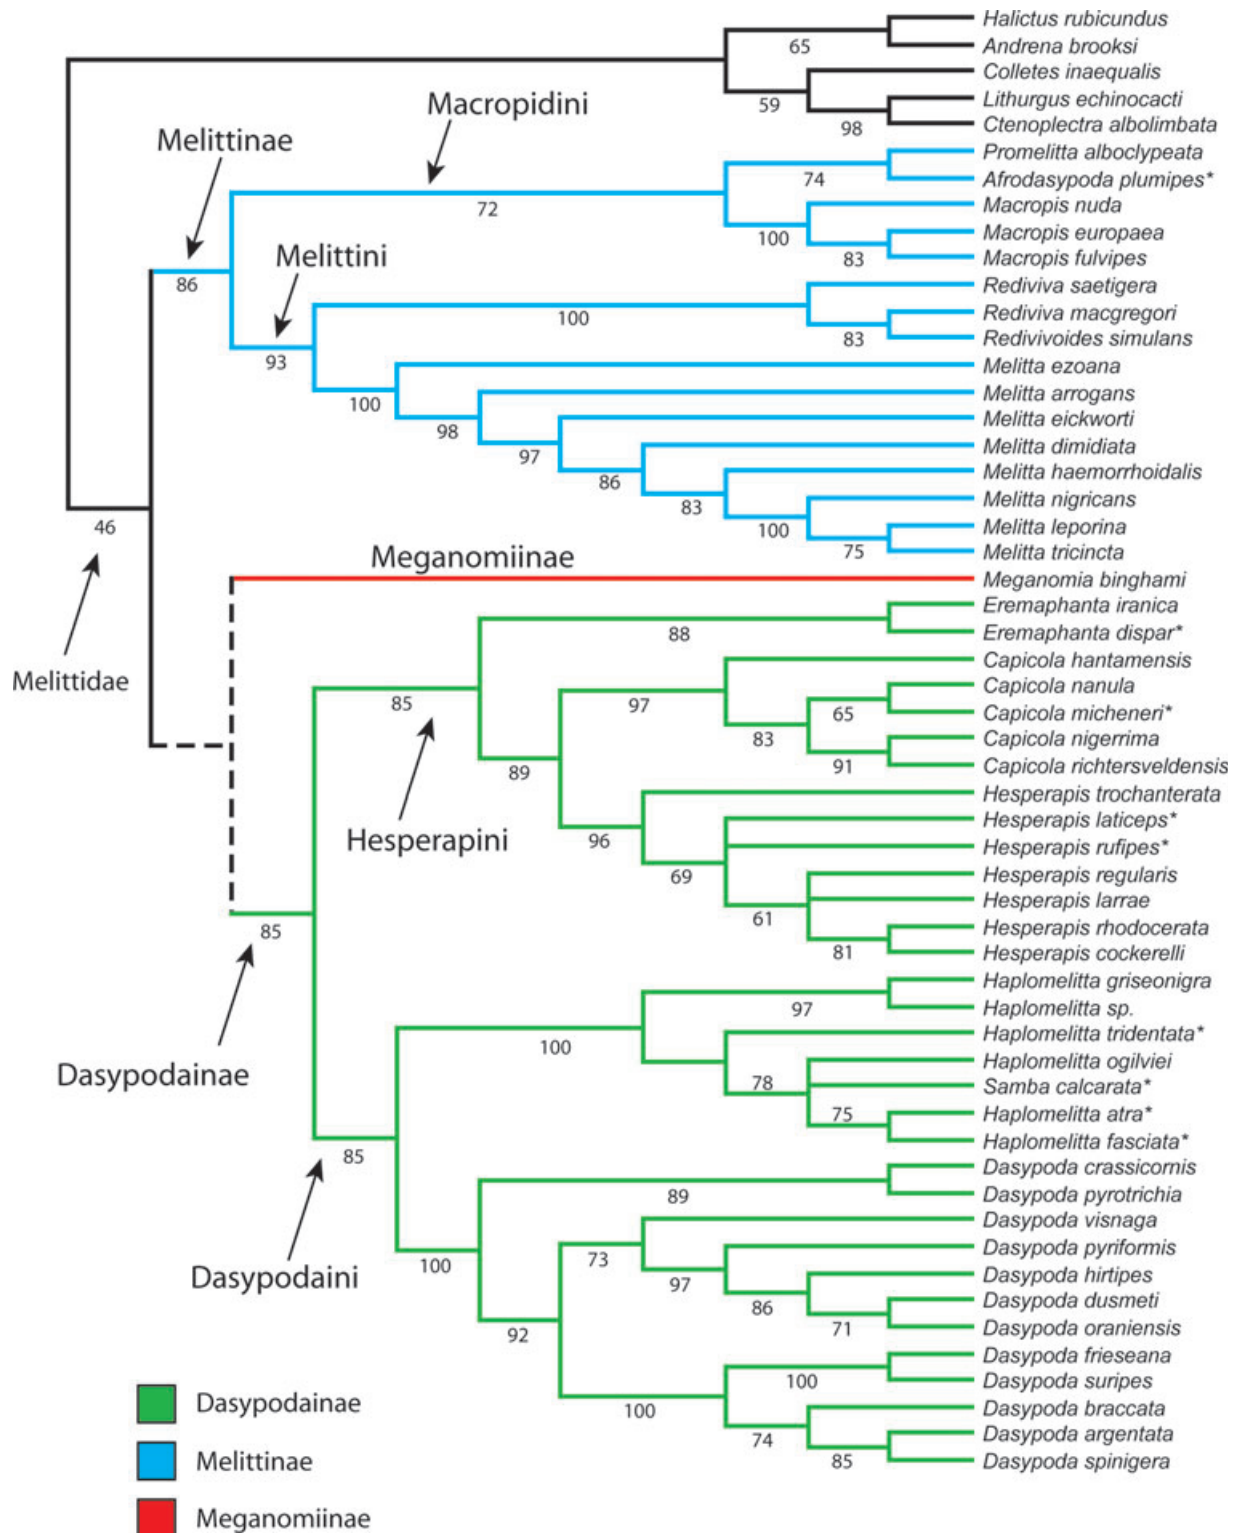 Halictus rubicundus
65
Andrena brooksi
Colletes inaequalis
Macropidini
59
Lithurgus echinocacti
98
Ctenoplectra albolimbata
Melittinae
Promelitta alboclypeata
74
Afrodasypoda plumipes*
72
Macropis nuda
100
Macropis europaea
Melittini
83
Macropis fulvipes
86
Rediviva saetigera
100
Rediviva macgregori
83
Redivivoides simulans
93
Melitta ezoana
100
Melitta arrogans
98
Melitta eickworti
97
Melitta dimidiata
86
Melitta haemorrhoidalis
83
Melitta nigricans
46
100
Melitta leporina
75
Melitta tricincta
Meganomiinae
Meganomia binghami
Eremaphanta iranica
88
Eremaphanta dispar*
Melittidae
Capicola hantamensis
85
97
Capicola nanula
65
Capicola micheneri*
83
Capicola nigerrima
89
91
Capicola richtersveldensis
Hesperapis trochanterata
Hesperapini
96
Hesperapis laticeps*
Hesperapis rufipes*
69
Hesperapis regularis
61
Hesperapis larrae
85
Hesperapis rhodocerata
81
Hesperapis cockerelli
Haplomelitta griseonigra
97
Haplomelitta sp.
100
Haplomelitta tridentata*
Dasypodainae
Haplomelitta ogilviei
78
Samba calcarata*
75
Haplomelitta atra*
Haplomelitta fasciata*
85
Dasypoda crassicornis
89
Dasypoda pyrotrichia
Dasypoda visnaga
Dasypodaini
100
73
Dasypoda pyriformis
97
Dasypoda hirtipes
86
Dasypoda dusmeti
92
71
Dasypoda oraniensis
Dasypoda frieseana
100
Dasypoda suripes
Dasypodainae
100
Dasypoda braccata
74
Dasypoda argentata
Melittinae
85
Dasypoda spinigera
Meganomiinae